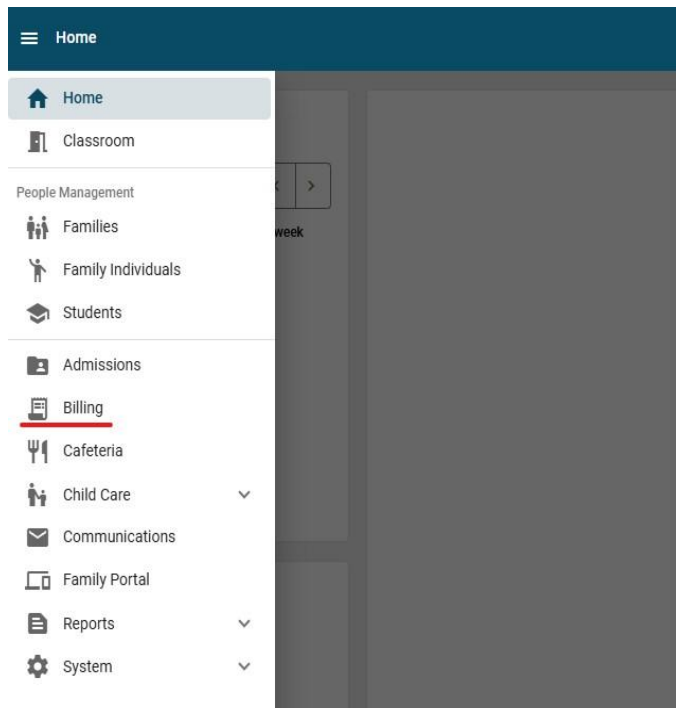 Home
Home
Classroom
People Management
Families
week
Family Individuals
Students
Admissions
Billing
Cafeteria
Child Care
Communications
Family Portal
Reports
System